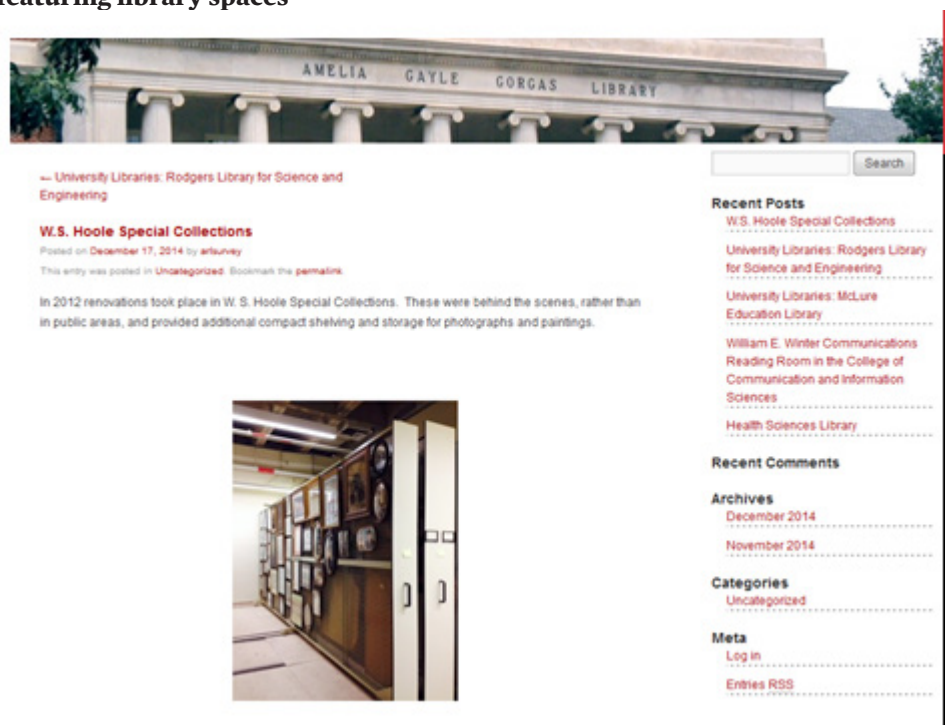 featuring library spaces
AMELIA GAYLE GORGAS LIBRARY
← University Libraries: Rodgers Library for Science and
Engineering
W.S. Hoole Special Collections
Posted on December 17, 2014 by arlsurvey
This entry was posted in Uncategorized. Bookmark the permalink.
In 2012 renovations took place in W. S. Hoole Special Collections. These were behind the scenes, rather than
in public areas, and provided additional compact shelving and storage for photographs and paintings.
Search
Recent Posts
W.S. Hoole Special Collections
University Libraries: Rodgers Library
for Science and Engineering
University Libraries: McLure
Education Library
William E. Winter Communications
Reading Room in the College of
Communication and Information
Sciences
Health Sciences Library
Recent Comments
Archives
December 2014
November 2014
Categories
Uncategorized
Meta
Log in
Entries RSS